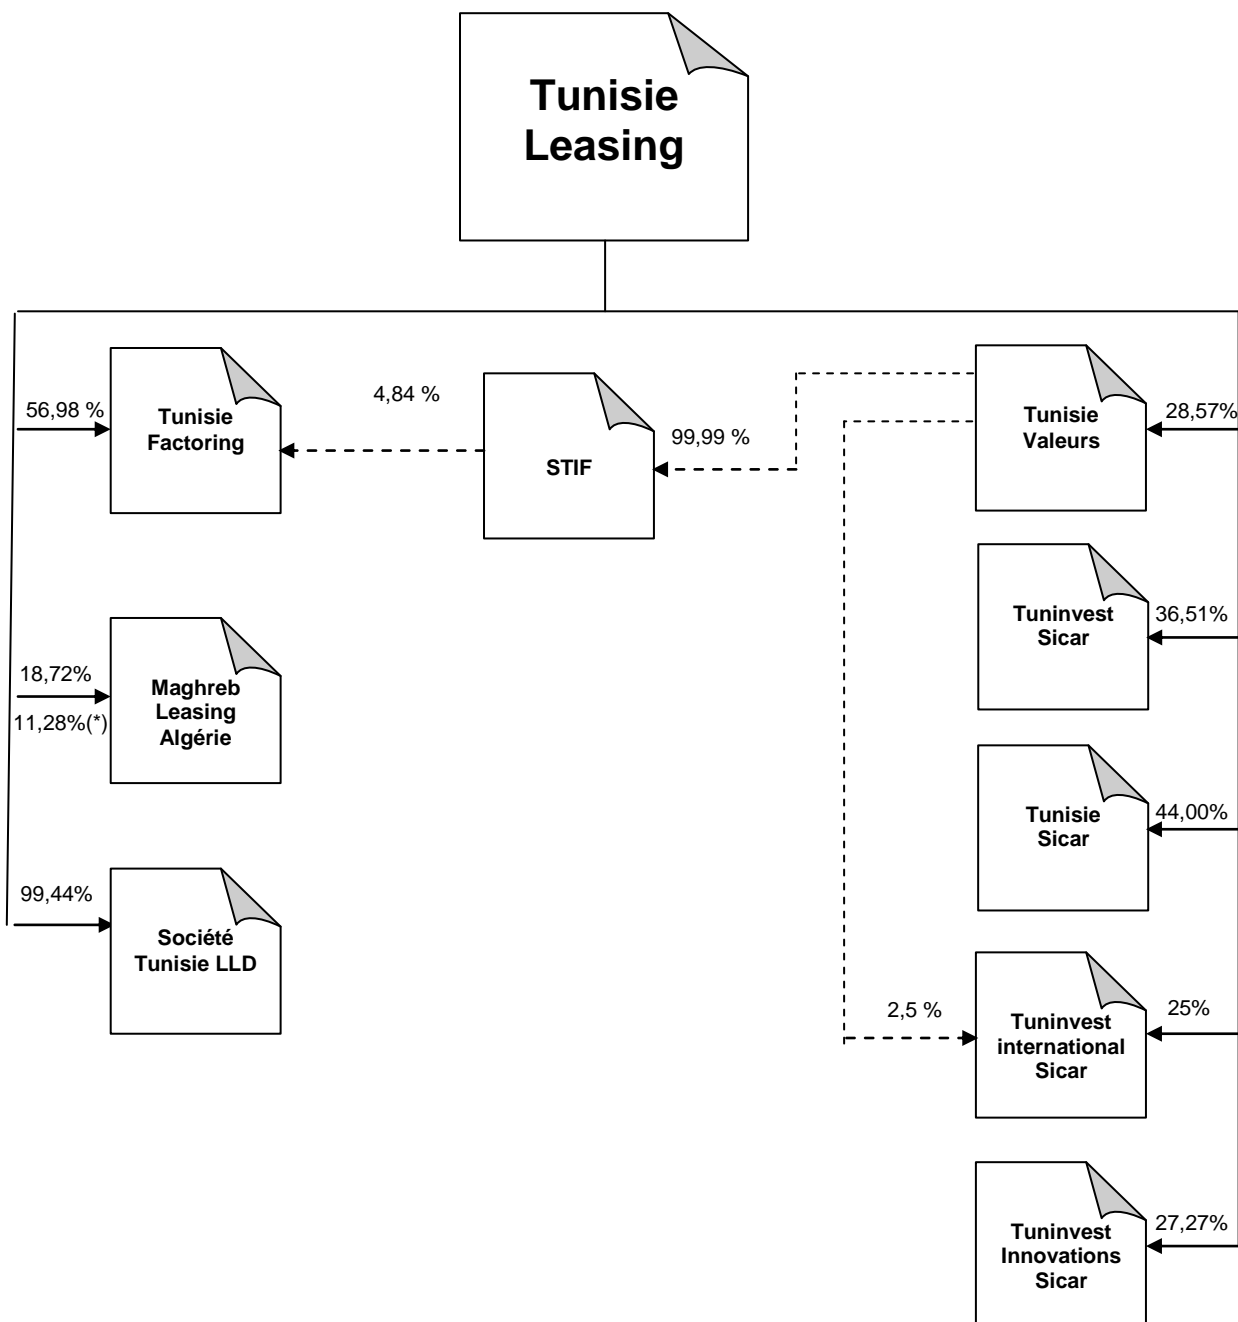 Tunisie
Leasing
56,98 %
Tunisie
Factoring
4,84 %
STIF
99,99 %
Tunisie
Valeurs
28,57%
Tuninvest
Sicar
36,51%
18,72%
11,28%(*)
Maghreb
Leasing
Algérie
Tunisie
Sicar
44,00%
99,44%
Société
Tunisie LLD
2,5 %
Tuninvest
international
Sicar
25%
Tuninvest
Innovations
Sicar
27,27%